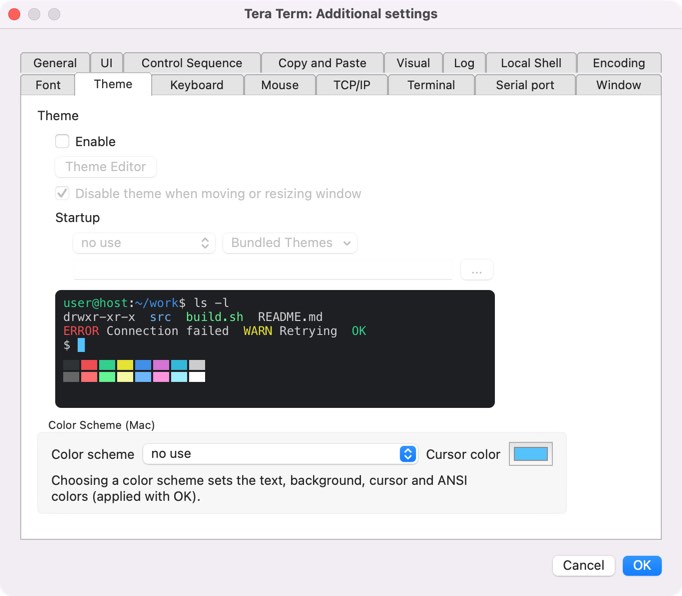 Tera Term: Additional settings
General UI Control Sequence Copy and Paste Visual Log Local Shell Encoding
Font Theme Keyboard Mouse TCP/IP Terminal Serial port Window
Theme
Enable
Theme Editor
Disable theme when moving or resizing window
Startup
no use Bundled Themes
...
user@host:~/work$ ls -l
drwxr-xr-x src build.sh README.md
ERROR Connection failed WARN Retrying OK
$
Color Scheme (Mac)
Color scheme no use Cursor color
Choosing a color scheme sets the text, background, cursor and ANSI
colors (applied with OK).
Cancel OK